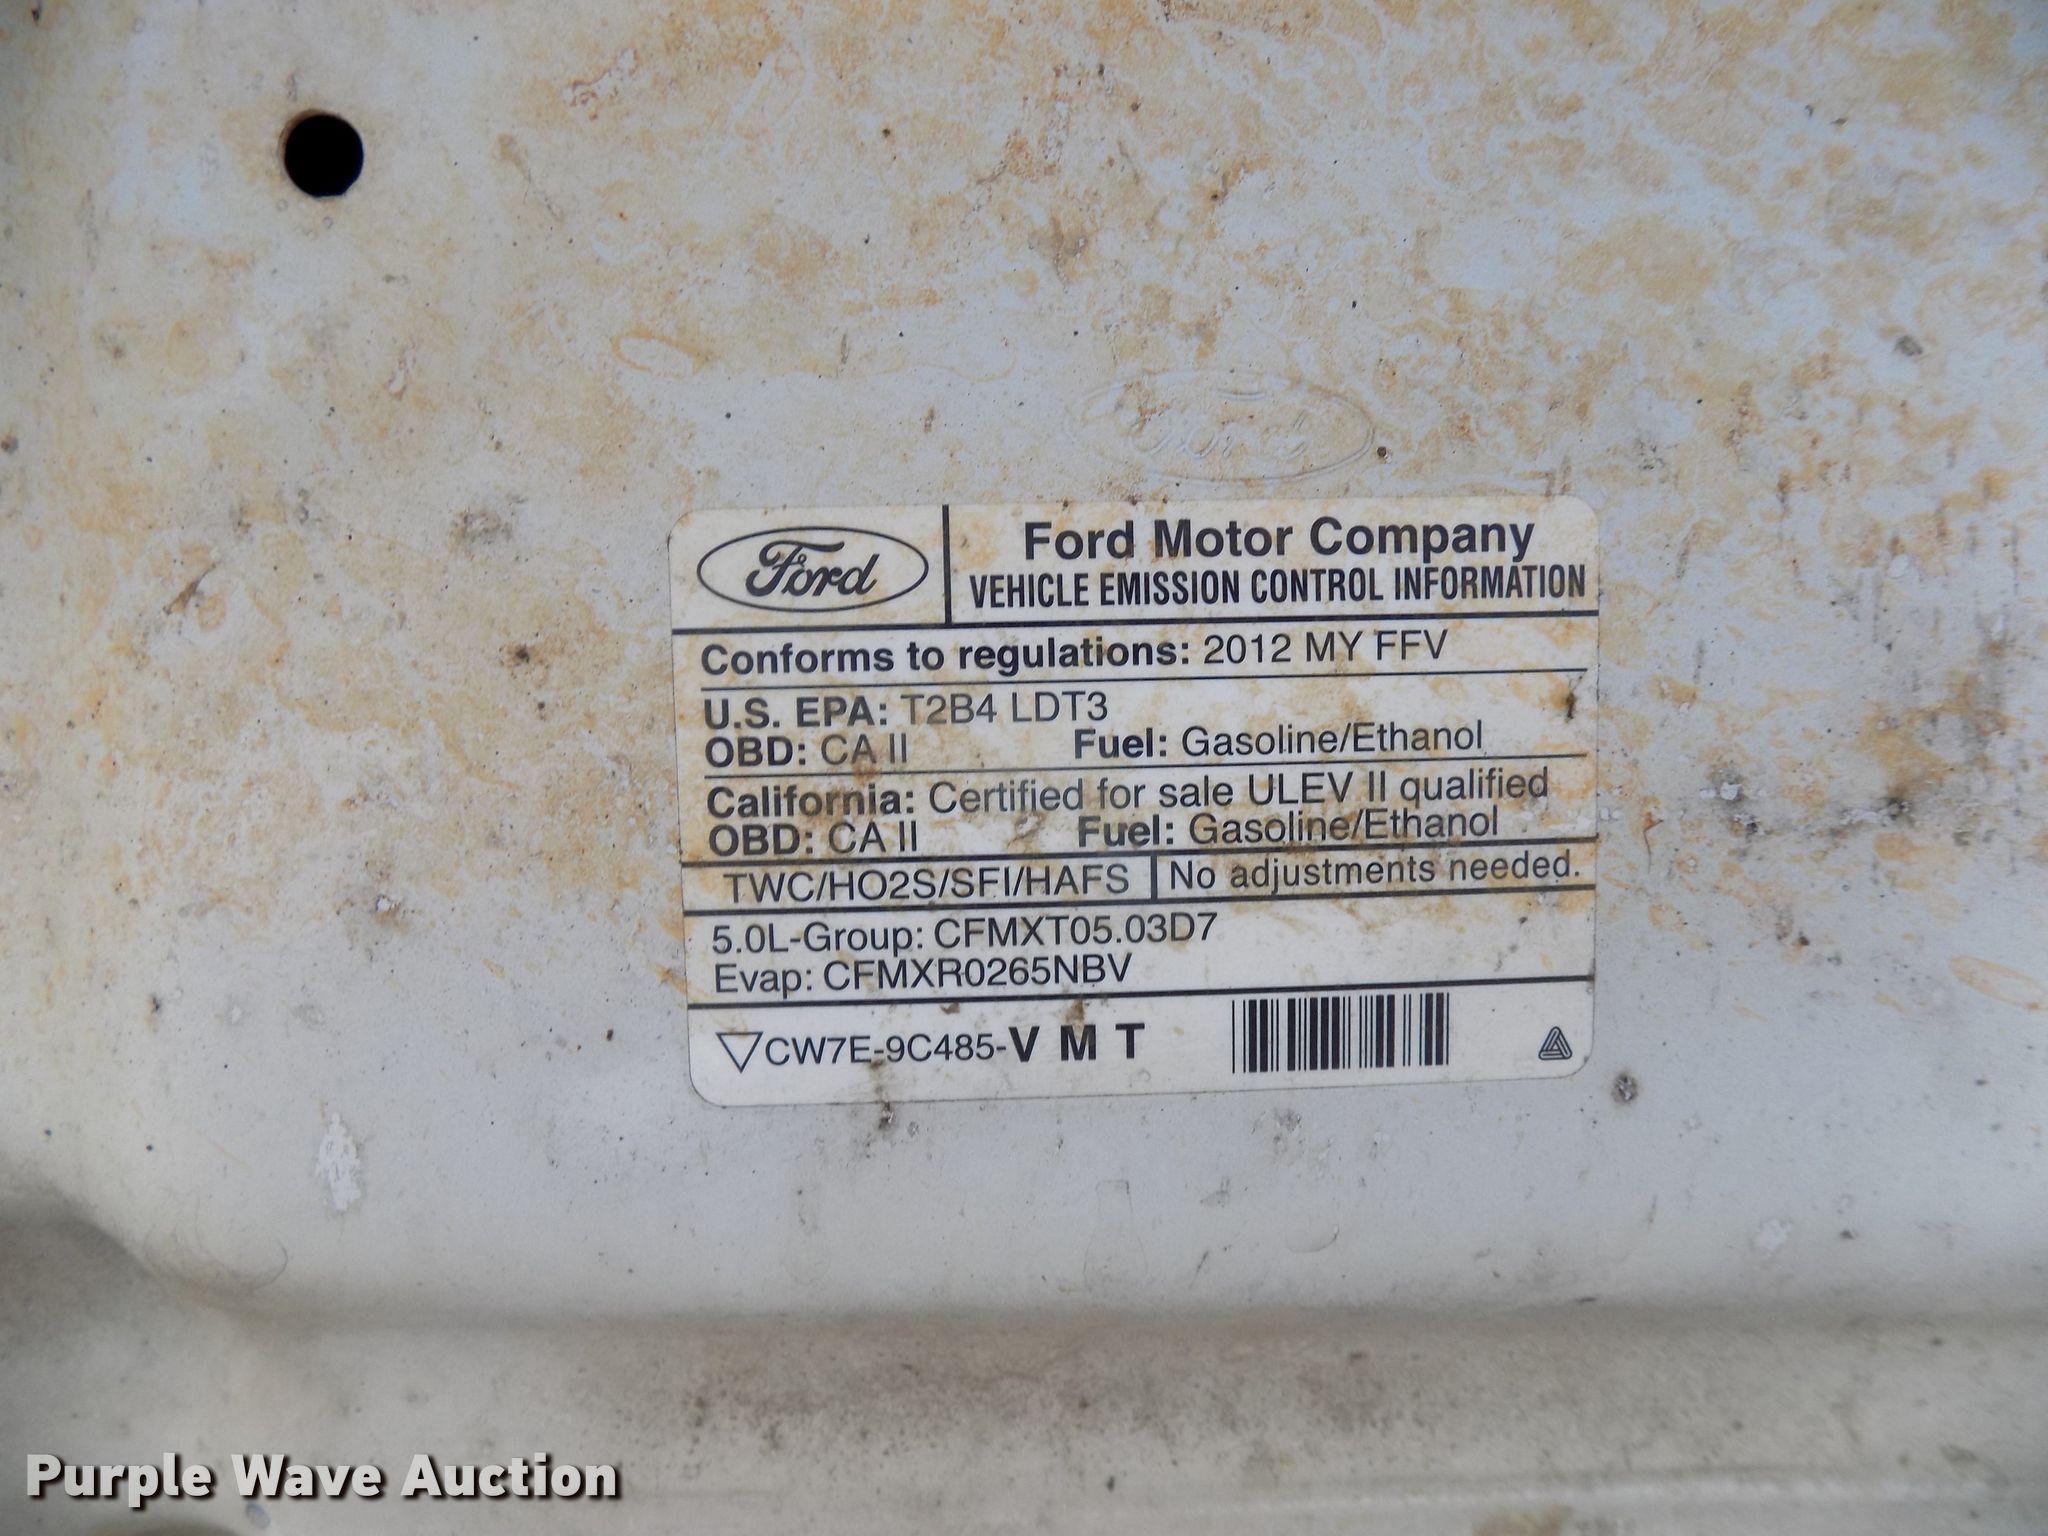 Ford
Ford
Ford Motor Company
VEHICLE EMISSION CONTROL INFORMATION
Conforms to regulations: 2012 MY FFV
U.S. EPA: T2B4 LDT3
OBD: CA II Fuel: Gasoline/Ethanol
California: Certified for sale ULEV II qualified
OBD: CA II Fuel: Gasoline/Ethanol
TWC/HO2S/SFI/HAFS No adjustments needed.
5.0L-Group: CFMXT05.03D7
Evap: CFMXR0265NBV
CW7E-9C485-V M T
Purple Wave Auction